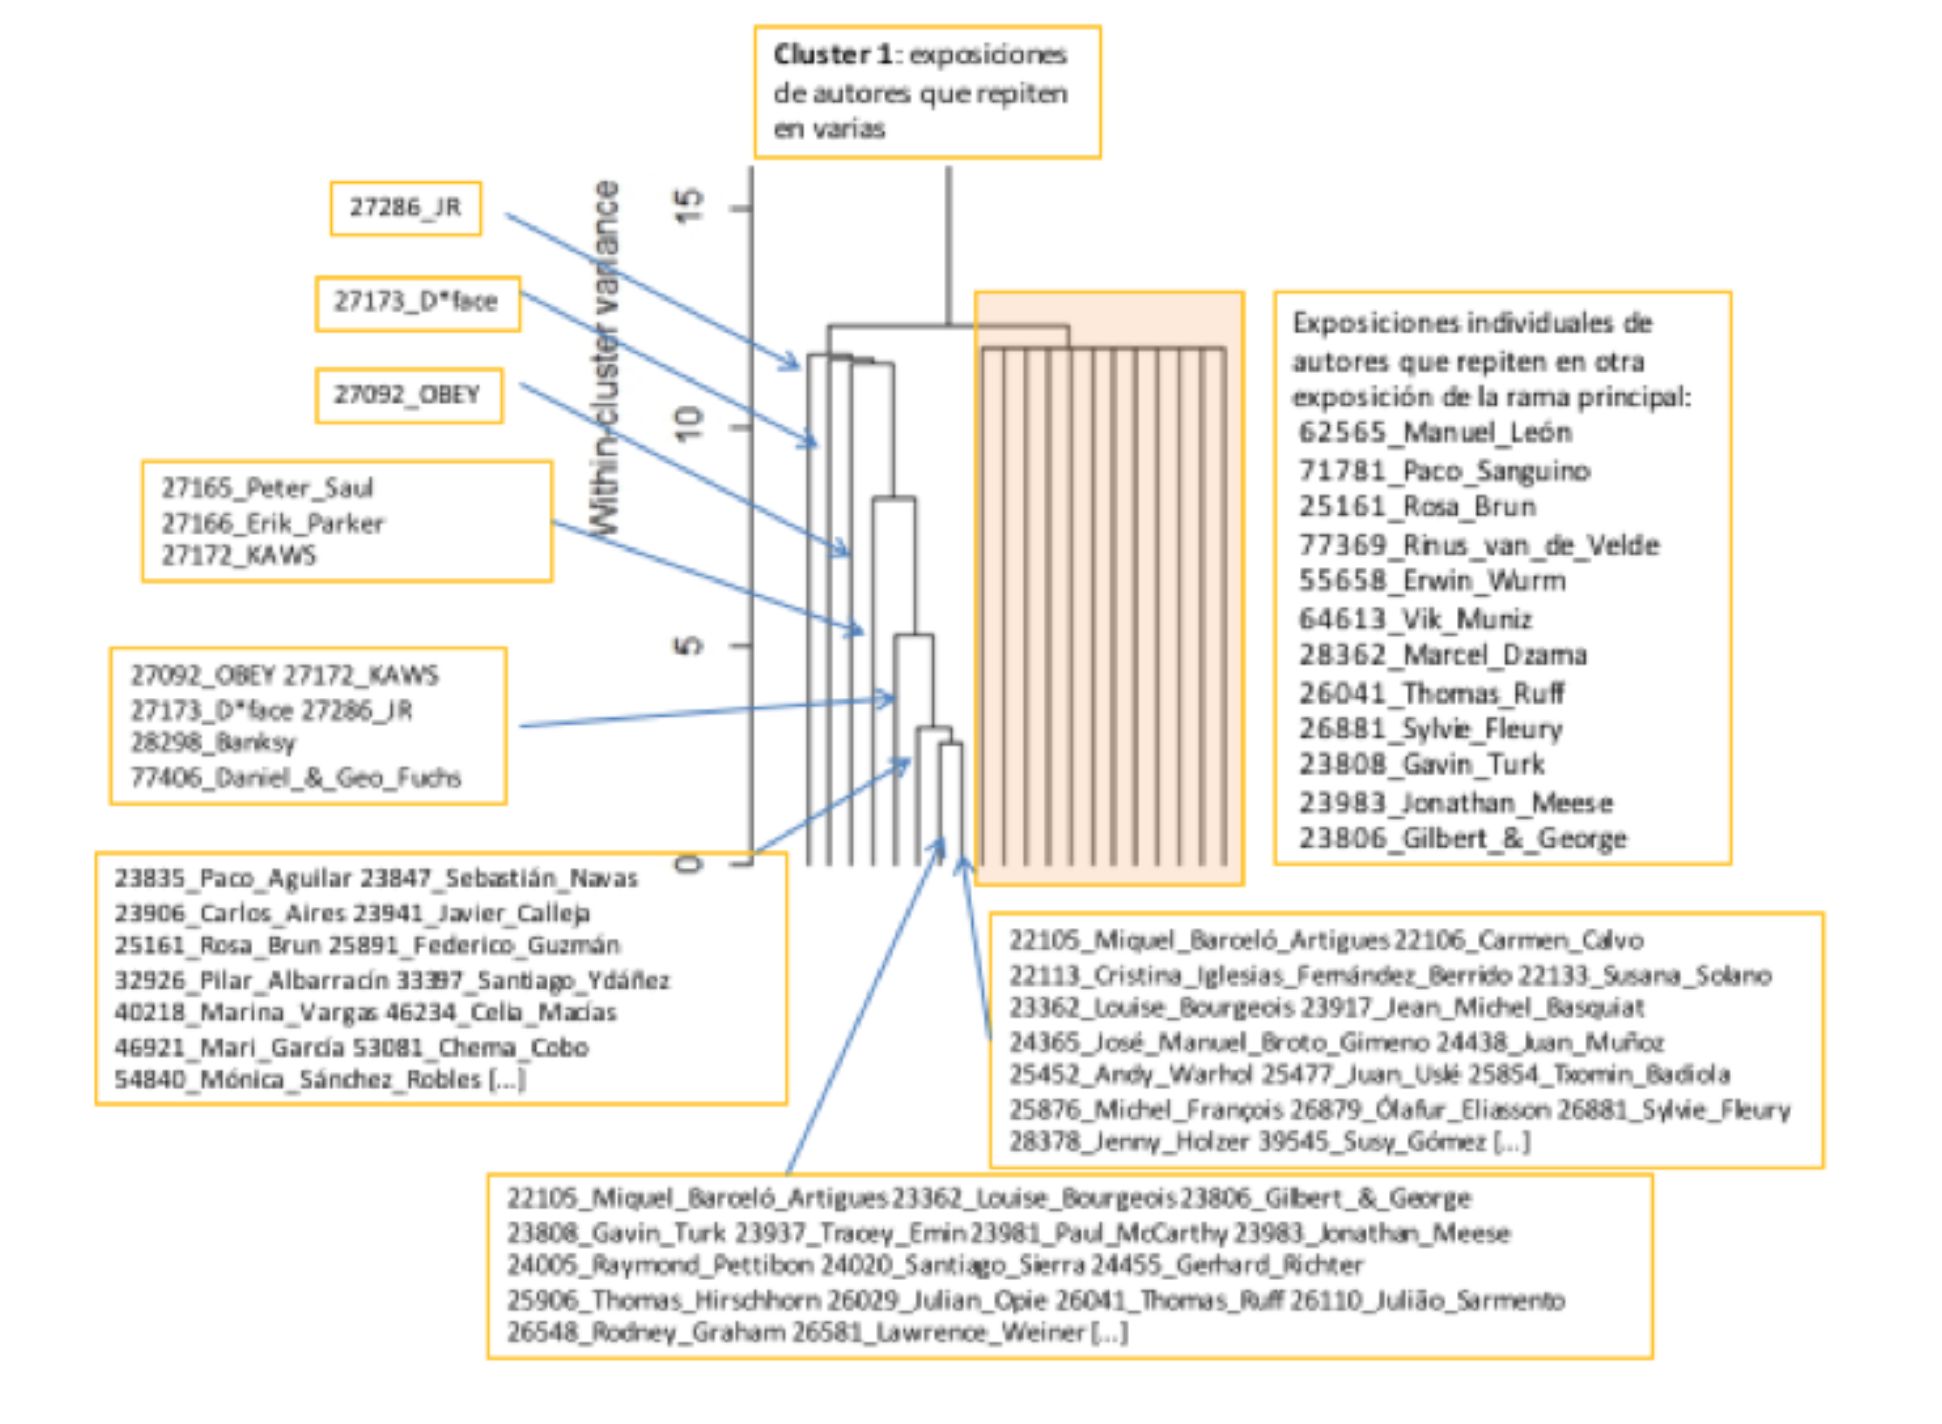 Cluster 1: exposiciones
de autores que repiten
en varias
27286_JR
27173_D*face
27092_OBEY
27165_Peter_Saul
27166_Erik_Parker
27172_KAWS
27092_OBEY 27172_KAWS
27173_D*face 27286_JR
28298_Banksy
77406_Daniel_&_Geo_Fuchs
Within-cluster variance
15
10
5
0
Exposiciones individuales de
autores que repiten en otra
exposición de la rama principal:
62565_Manuel_León
71781_Paco_Sanguino
25161_Rosa_Brun
77369_Rinus_van_de_Velde
55658_Erwin_Wurm
64613_Vik_Muniz
28362_Marcel_Dzama
26041_Thomas_Ruff
26881_Sylvie_Fleury
23808_Gavin_Turk
23983_Jonathan_Meese
23806_Gilbert_&_George
23835_Paco_Aguilar 23847_Sebastián_Navas
23906_Carlos_Aires 23941_Javier_Calleja
25161_Rosa_Brun 25891_Federico_Guzmán
32926_Pilar_Albarracín 33397_Santiago_Ydáñez
40218_Marina_Vargas 46234_Celia_Macías
46921_Mari_García 53081_Chema_Cobo
54840_Mónica_Sánchez_Robles [...]
22105_Miquel_Barceló_Artigues 22106_Carmen_Calvo
22113_Cristina_Iglesias_Fernández_Berrido 22133_Susana_Solano
23362_Louise_Bourgeois 23917_Jean_Michel_Basquiat
24365_José_Manuel_Broto_Gimeno 24438_Juan_Muñoz
25452_Andy_Warhol 25477_Juan_Uslé 25854_Txomin_Badiola
25876_Michel_François 26879_Ólafur_Eliasson 26881_Sylvie_Fleury
28378_Jenny_Holzer 39545_Susy_Gómez [...]
22105_Miquel_Barceló_Artigues 23362_Louise_Bourgeois 23806_Gilbert_&_George
23808_Gavin_Turk 23937_Tracey_Emin 23981_Paul_McCarthy 23983_Jonathan_Meese
24005_Raymond_Pettibon 24020_Santiago_Sierra 24455_Gerhard_Richter
25906_Thomas_Hirschhorn 26029_Julian_Opie 26041_Thomas_Ruff 26110_Julião_Sarmento
26548_Rodney_Graham 26581_Lawrence_Weiner [...]